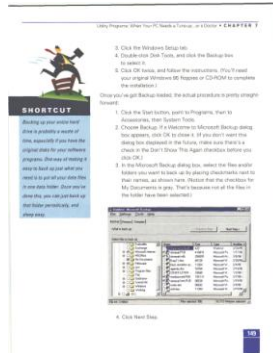 Utility Programs: When Your PC Needs a Tuneup...or a Doctor • CHAPTER 7
3. Click the Windows Setup tab.
4. Double-click Disk Tools, and click the Backup box
to select it.
5. Click OK twice, and follow the instructions. (You'll need
your original Windows 98 floppies or CD-ROM to complete
the installation.)
Once you've got Backup needed, the actual procedure is pretty straight-
forward:
1. Click the Start button, point to Programs, then to
Accessories, then System Tools.
2. Choose Backup. If a Welcome to Microsoft Backup dialog
box appears, click OK to close it. (If you don't want this
dialog box displayed in the future, make sure there's a
check in the Don't Show This Again checkbox before you
click OK.)
3. In the Microsoft Backup dialog box, select the files and/or
folders you want to back up by placing checkmarks next to
their names, as shown here. (Notice that the checkbox for
My Documents is gray. That's because not all the files in
the folder have been selected.)
SHORTCUT
Backing up your entire hard
drive is probably a waste of
time, especially if you have the
original disks for your software
programs. One way of making it
easy to back up just what you
need is to put all of your data files
in one data folder. Once you've
done this, you can just back up
that folder periodically, and
sleep easy.
4. Click Next Step.
149